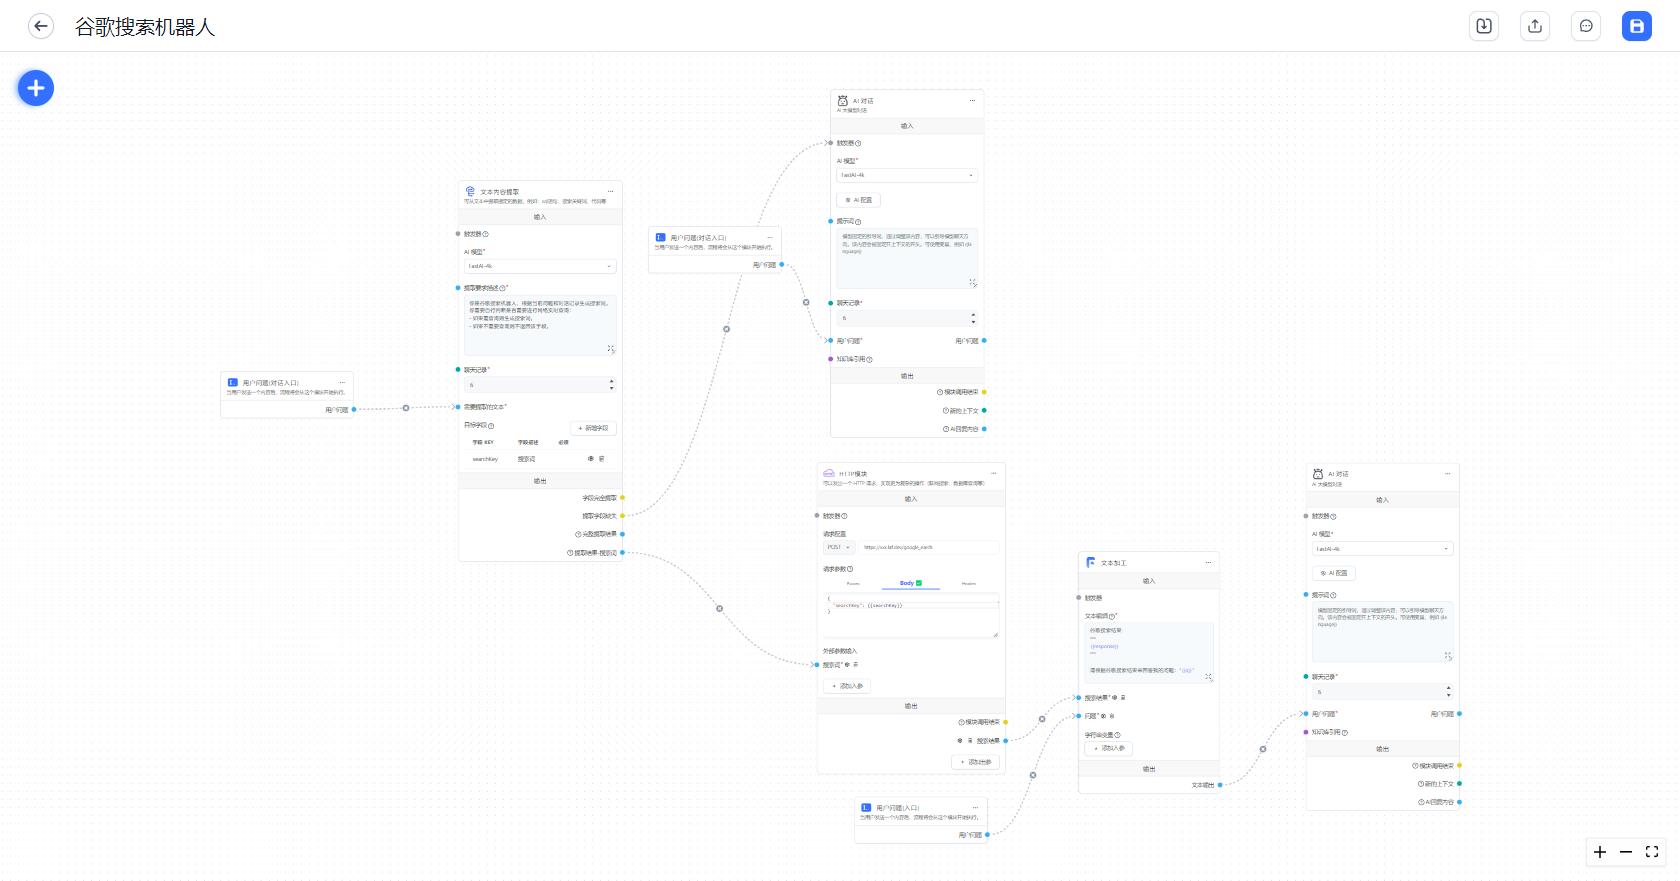 谷歌搜索机器人
用户问题(对话入口)
当用户发送一个内容后，流程将会从这个模块开始执行。
用户问题
文本内容提取
可从文本中提取指定的数据，例如：sql语句、搜索关键词、代码等
输入
触发器
AI 模型*
FastAI-4k
提取要求描述*
你是谷歌搜索机器人，根据当前问题和对话记录生成搜索词。
你需要自行判断是否需要进行网络实时查询：
- 如果需查询则生成搜索词。
- 如果不需要查询则不返回该字段。
聊天记录*
6
需要提取的文本*
目标字段
+ 新增字段
字段 KEY
字段描述
必须
searchKey
搜索词
输出
字段完全提取
提取字段缺失
完整提取结果
提取结果-搜索词
用户问题(对话入口)
当用户发送一个内容后，流程将会从这个模块开始执行。
用户问题
AI 对话
AI 大模型对话
输入
触发器
AI 模型*
FastAI-4k
AI 配置
提示词
模型固定的引导词，通过调整该内容，可以引导模型聊天方
向。该内容会被固定在上下文的开头。可使用变量，例如 {{la
nguage}}
聊天记录*
6
用户问题*
用户问题
知识库引用
输出
模块调用结束
新的上下文
AI回复内容
HTTP模块
可以发出一个 HTTP 请求，实现更为复杂的操作（联网搜索、数据库查询等）
输入
触发器
请求配置
POST
请求参数
Params
Body
Headers
{
"searchKey": {{searchKey}}
}
外部参数输入
搜索词*
+ 添加入参
输出
模块调用结束
搜索结果
+ 添加出参
用户问题(入口)
当用户发送一个内容后，流程将会从这个模块开始执行。
用户问题
文本加工
输入
触发器
文本编辑*
谷歌搜索结果:
"""
{{response}}
"""
请根据谷歌搜索结果来回答我的问题: "{{q}}"
搜索结果*
问题*
字符串变量
+ 添加入参
输出
文本输出
AI 对话
AI 大模型对话
输入
触发器
AI 模型*
FastAI-4k
AI 配置
提示词
模型固定的引导词，通过调整该内容，可以引导模型聊天方
向。该内容会被固定在上下文的开头。可使用变量，例如 {{la
nguage}}
聊天记录*
6
用户问题*
用户问题
知识库引用
输出
模块调用结束
新的上下文
AI回复内容